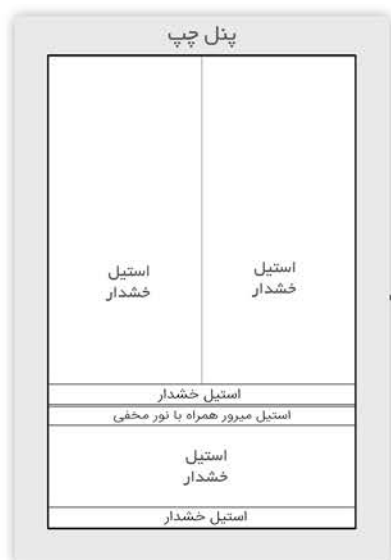 پنل چپ
استیل
خشدار
استیل
خشدار
استیل خشدار
استیل میرور همراه با نور مخفی
استیل
خشدار
استیل خشدار